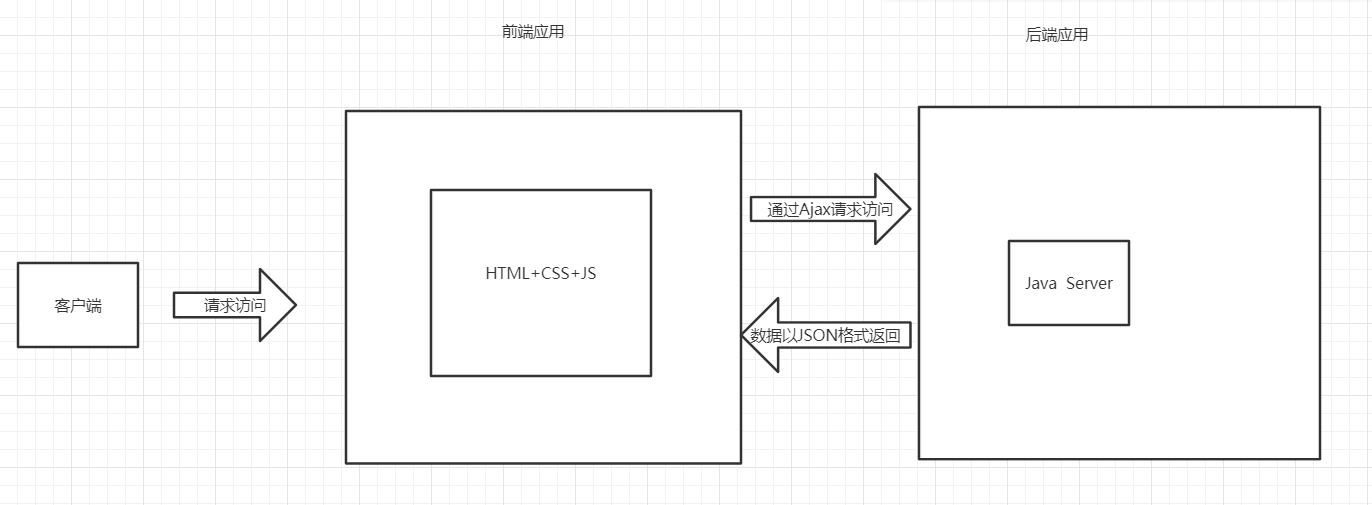 前端应用
后端应用
通过Ajax请求访问
HTML+CSS+JS
Java Server
客户端
请求访问
数据以JSON格式返回